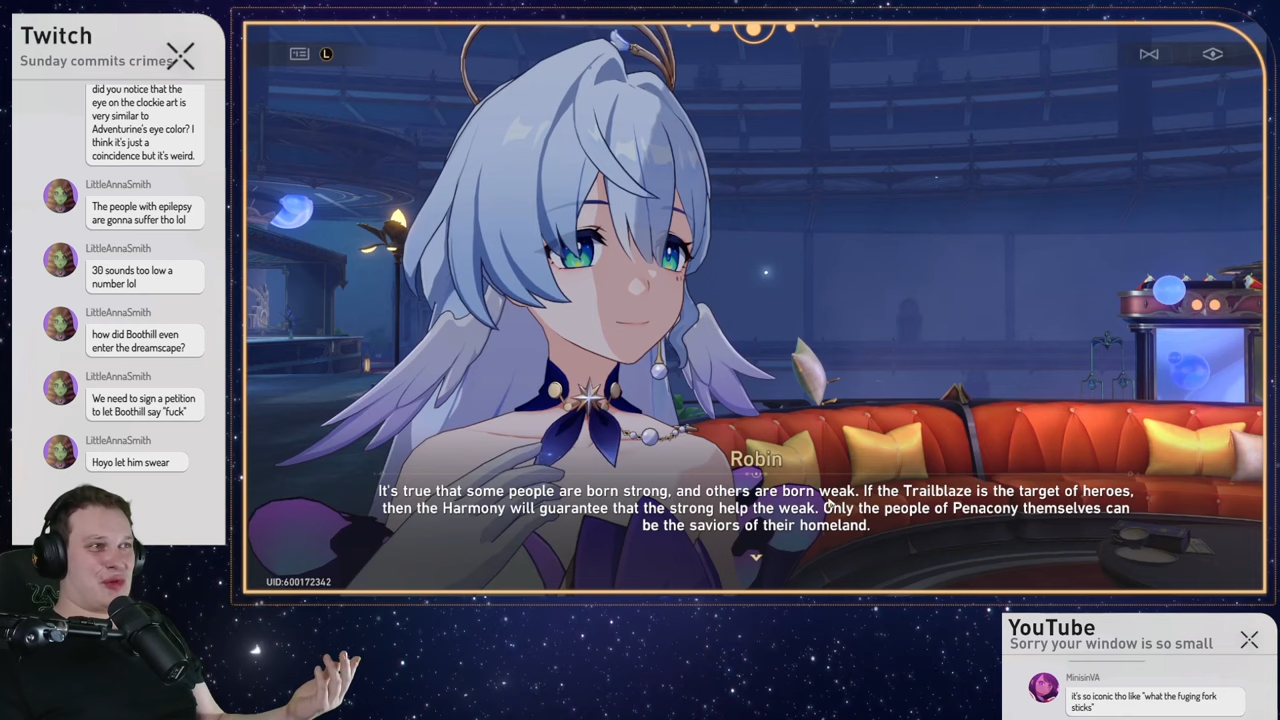 Twitch
Sunday commits crimes
did you notice that the
eye on the clockie art is
very similar to
Adventurine's eye color? I
think it's just a
coincidence but it's weird.
LittleAnnaSmith
The people with epilepsy
are gonna suffer tho lol
LittleAnnaSmith
30 sounds too low a
number lol
LittleAnnaSmith
how did Boothill even
enter the dreamscape?
LittleAnnaSmith
We need to sign a petition
to let Boothill say "fuck"
LittleAnnaSmith
Hoyo let him swear
L
Robin
It's true that some people are born strong, and others are born weak. If the Trailblaze is the target of heroes,
then the Harmony will guarantee that the strong help the weak. Only the people of Penacony themselves can
be the saviors of their homeland.
UID:600172342
YouTube
Sorry your window is so small
MinisinVA
it's so iconic tho like "what the fuging fork
sticks"